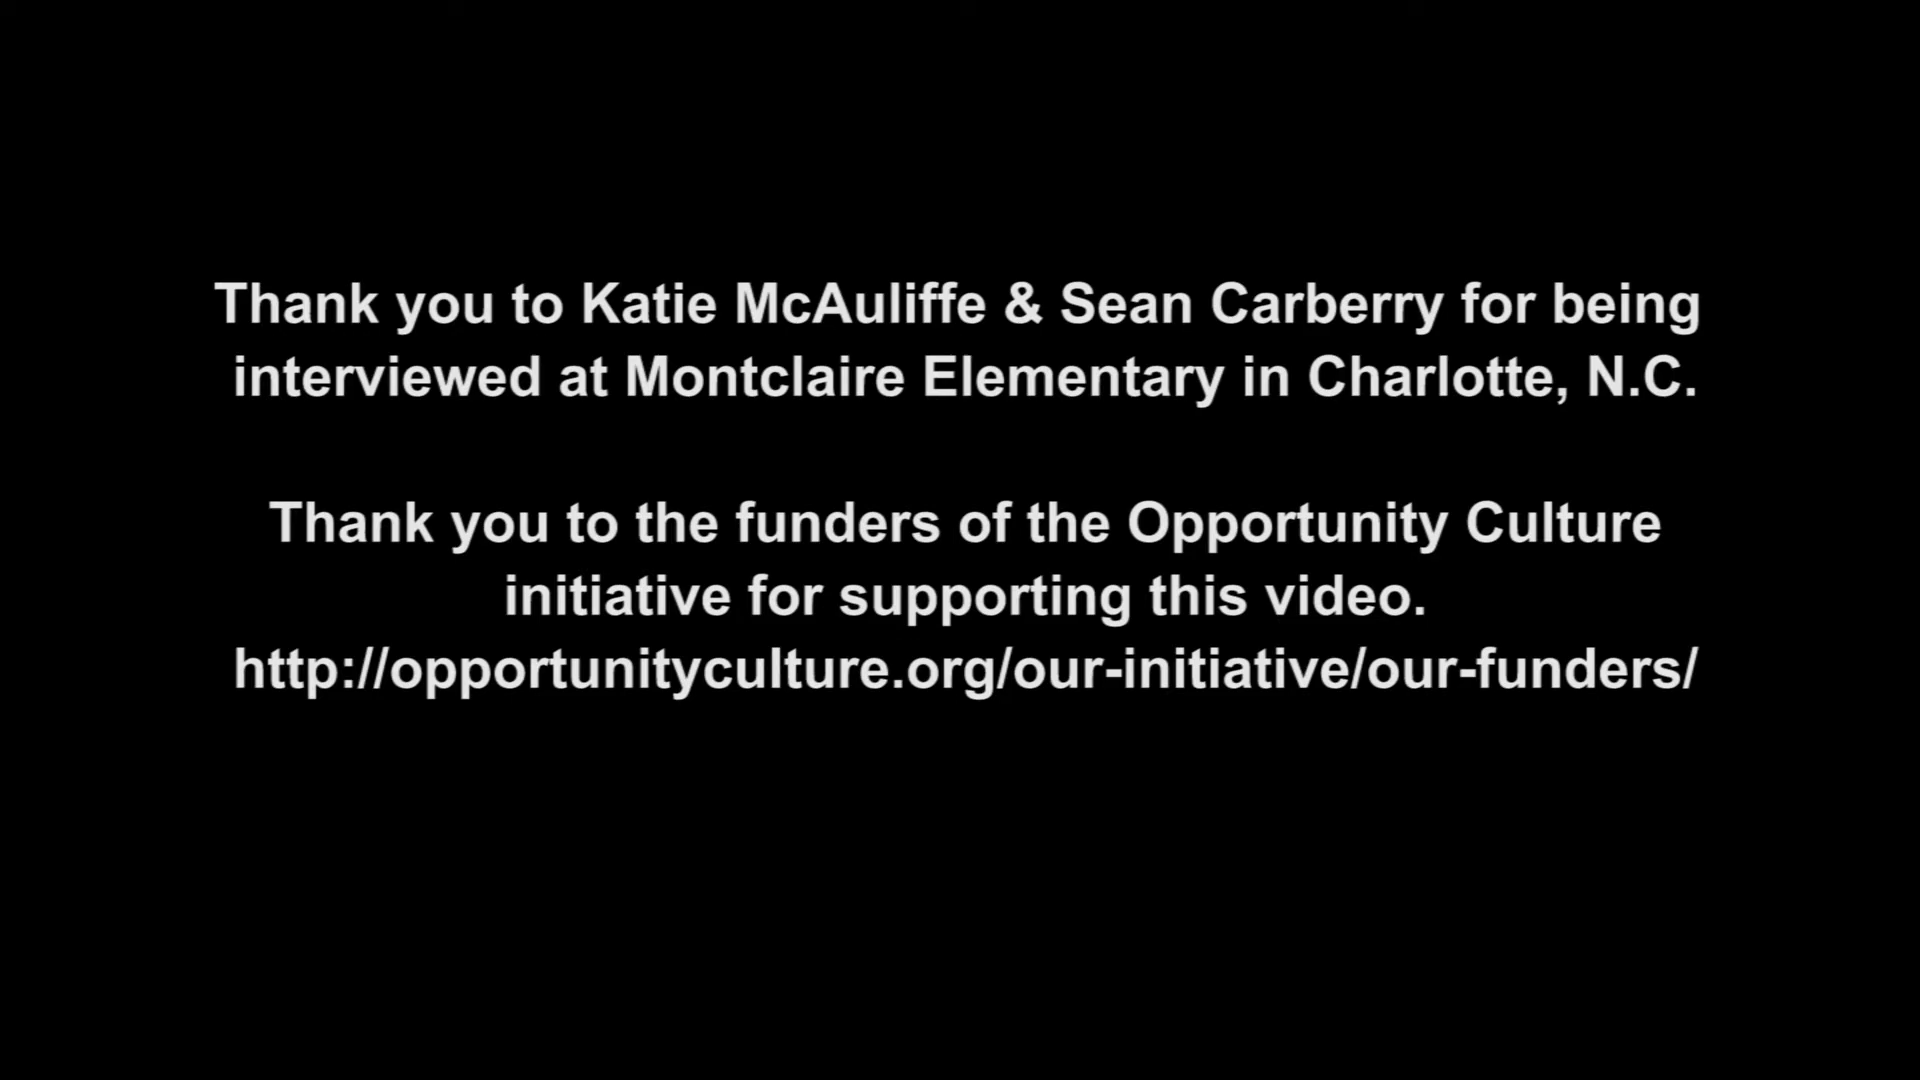 Thank you to Katie McAuliffe & Sean Carberry for being
interviewed at Montclaire Elementary in Charlotte, N.C.
Thank you to the funders of the Opportunity Culture
initiative for supporting this video.
http://opportunityculture.org/our-initiative/our-funders/